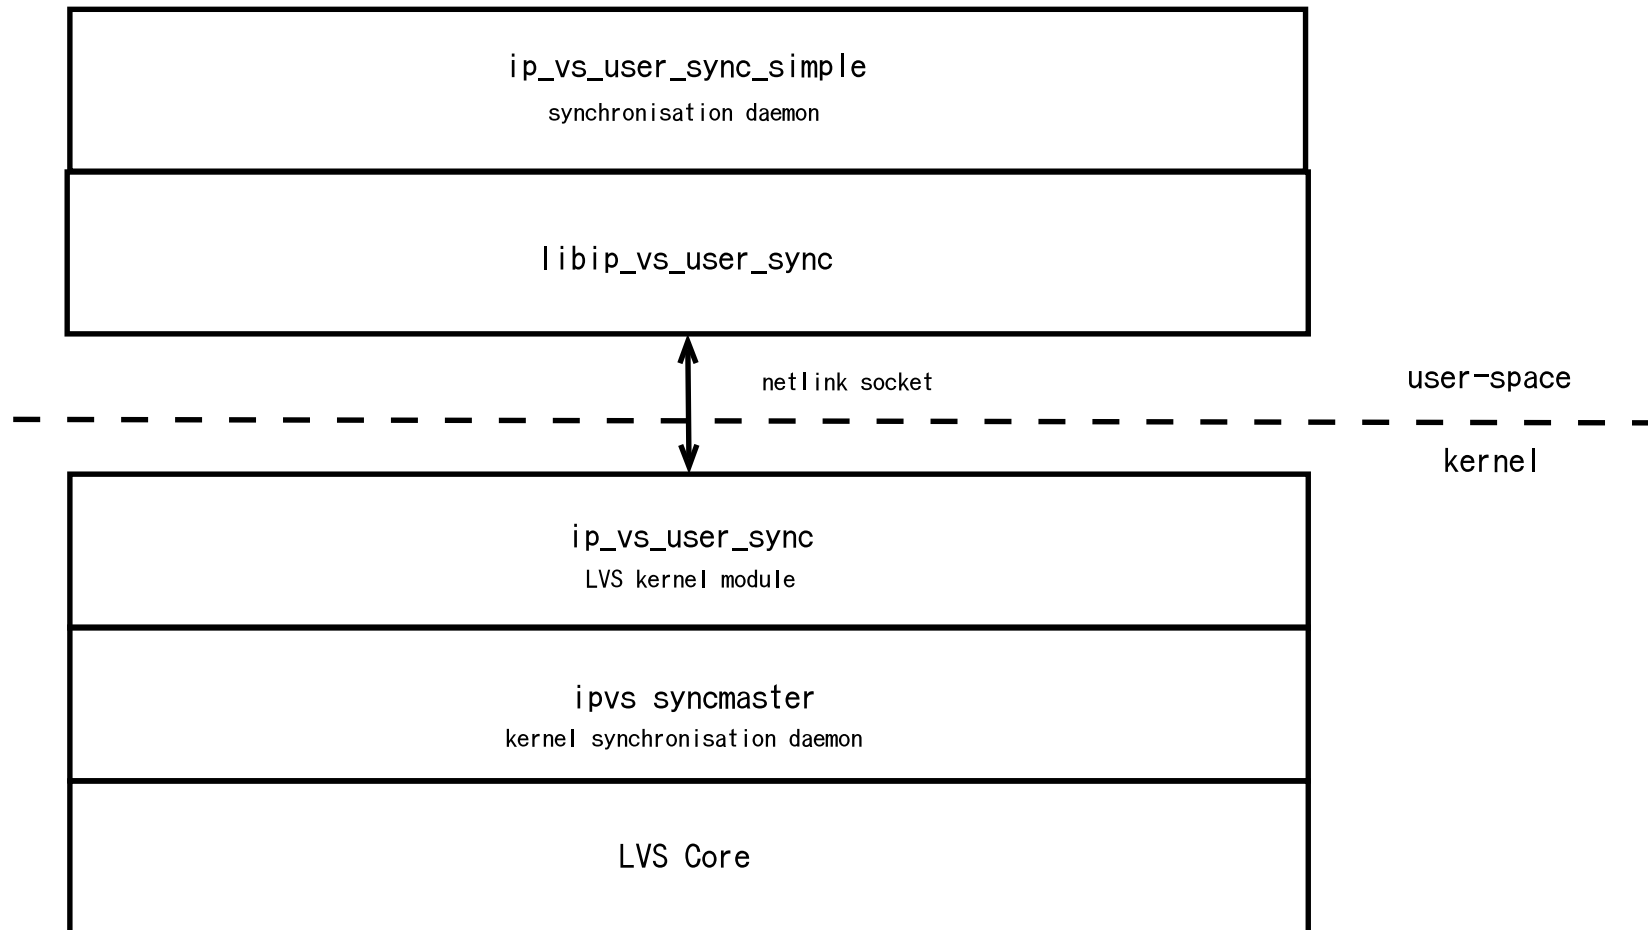 ip_vs_user_sync_simple
synchronisation daemon
libip_vs_user_sync
netlink socket
user-space
kernel
ip_vs_user_sync
LVS kernel module
ipvs syncmaster
kernel synchronisation daemon
LVS Core